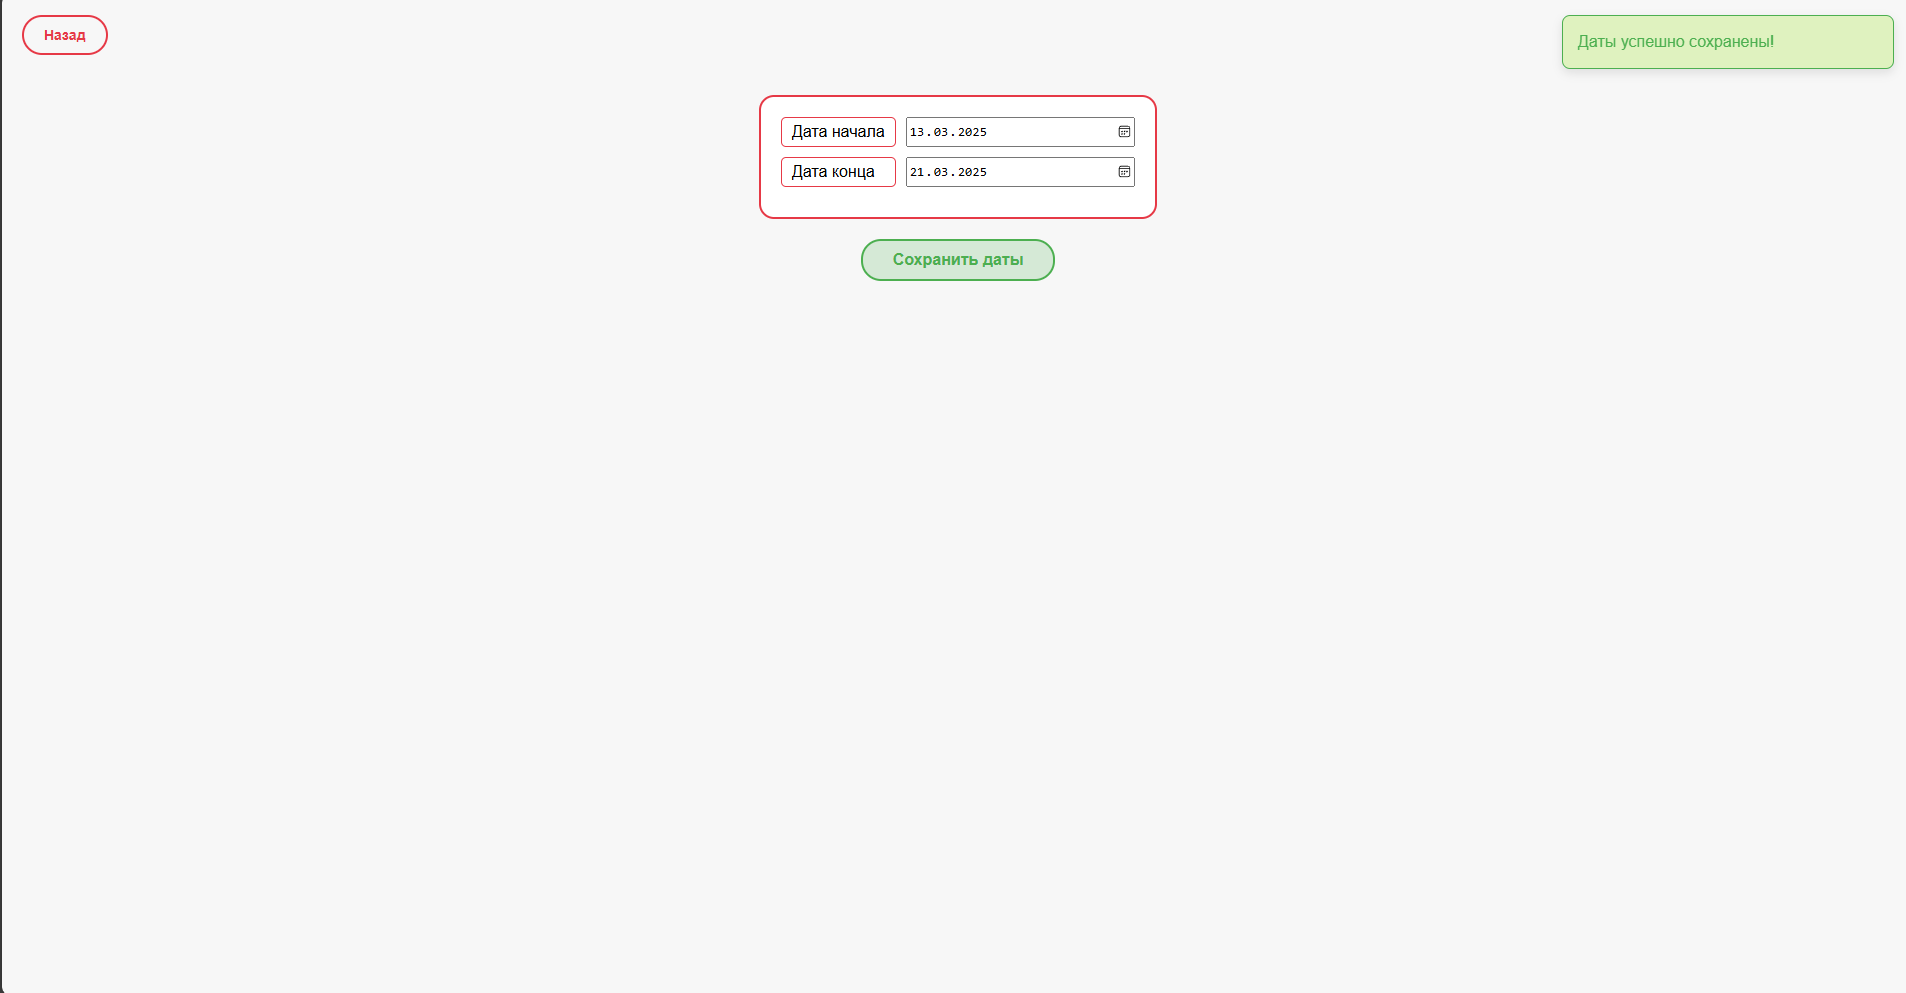 Назад
Даты успешно сохранены!
Дата начала 13.03.2025
Дата конца 21.03.2025
Сохранить даты